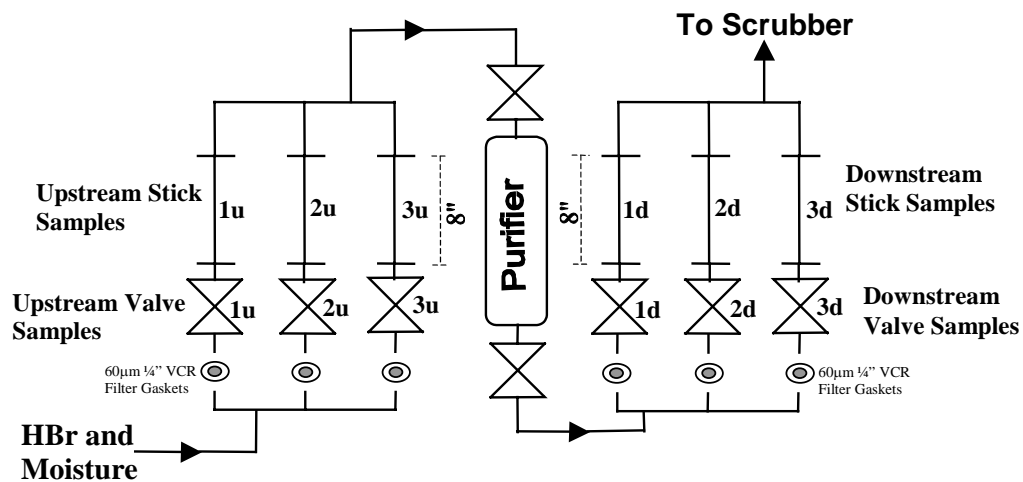 To Scrubber
Upstream Stick
Samples
1u
2u
3u
8"
Purifier
8"
1d
2d
3d
Downstream
Stick Samples
Upstream Valve
Samples
1u
2u
3u
1d
2d
3d
Downstream
Valve Samples
60μm ¼” VCR
Filter Gaskets
60μm ¼” VCR
Filter Gaskets
HBr and
Moisture